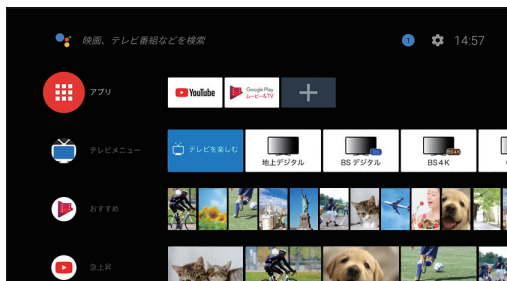 映画、テレビ番組などを検索
1
14:57
アプリ
YouTube
Google Play
ムービー&TV
テレビメニュー
テレビを楽しむ
地上デジタル
BS デジタル
BS4K
おすすめ
急上昇